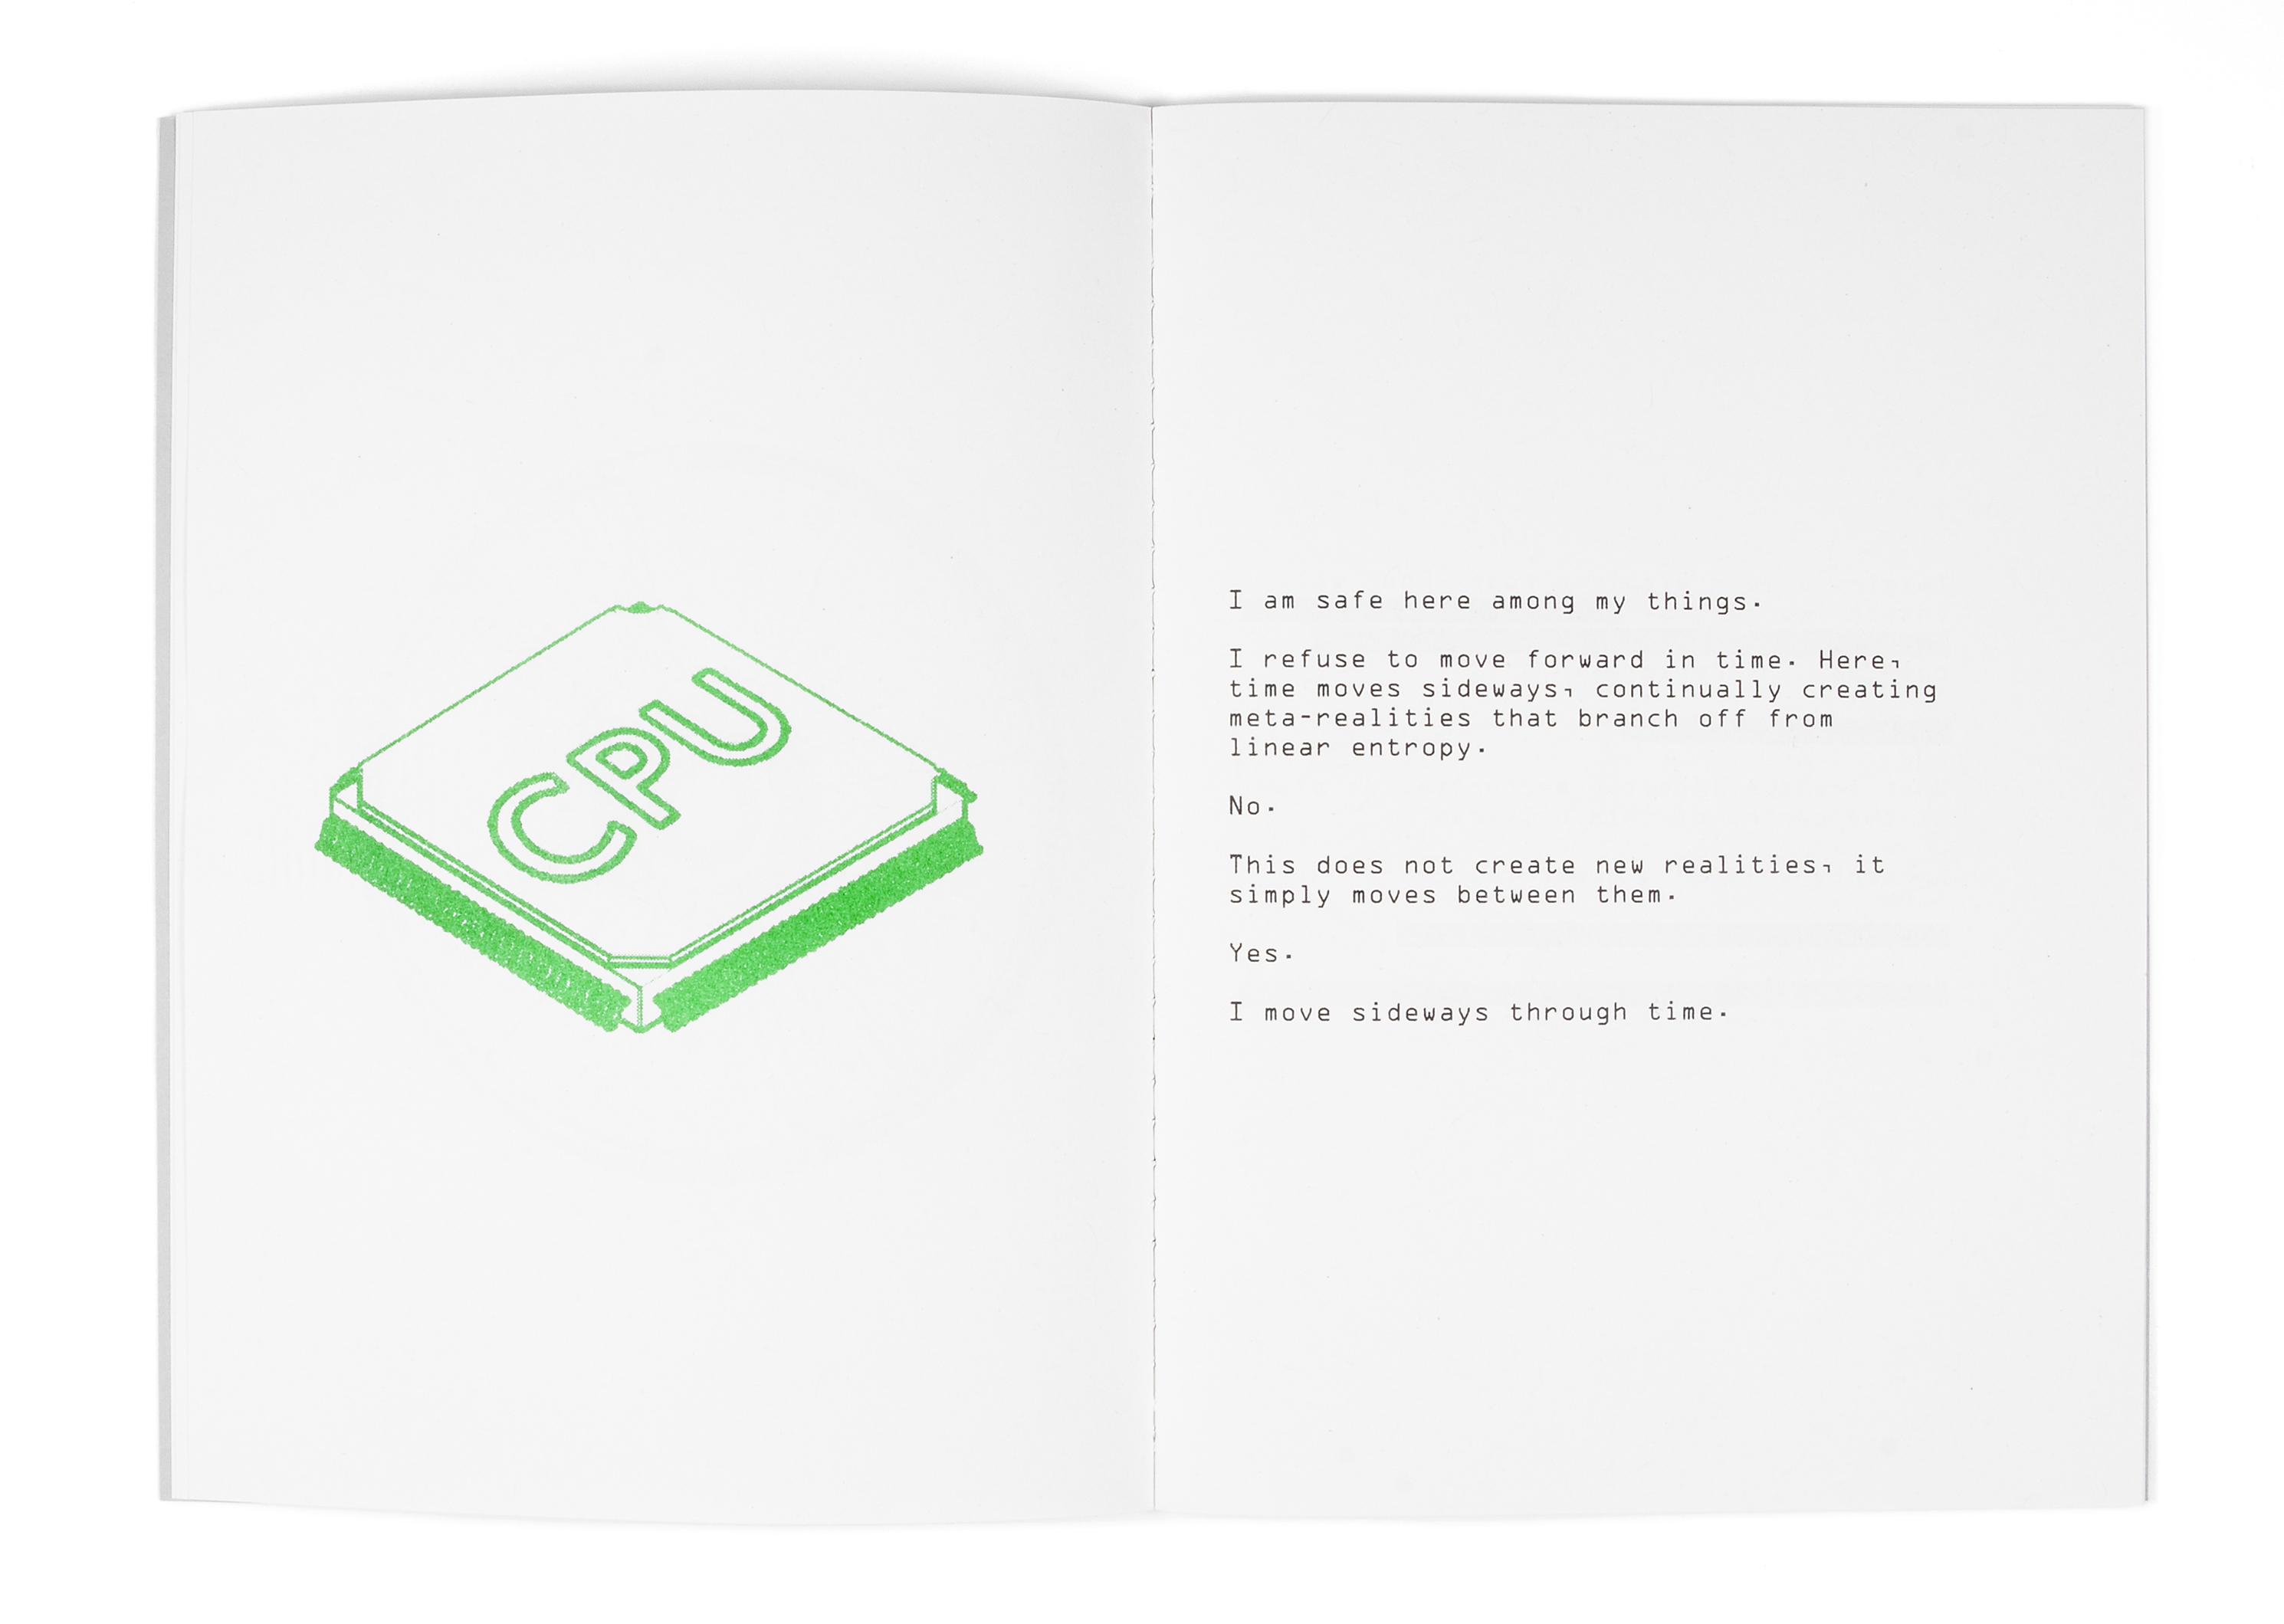 CPU
I am safe here among my things.
I refuse to move forward in time. Here,
time moves sideways, continually creating
meta-realities that branch off from
linear entropy.
No.
This does not create new realities, it
simply moves between them.
Yes.
I move sideways through time.